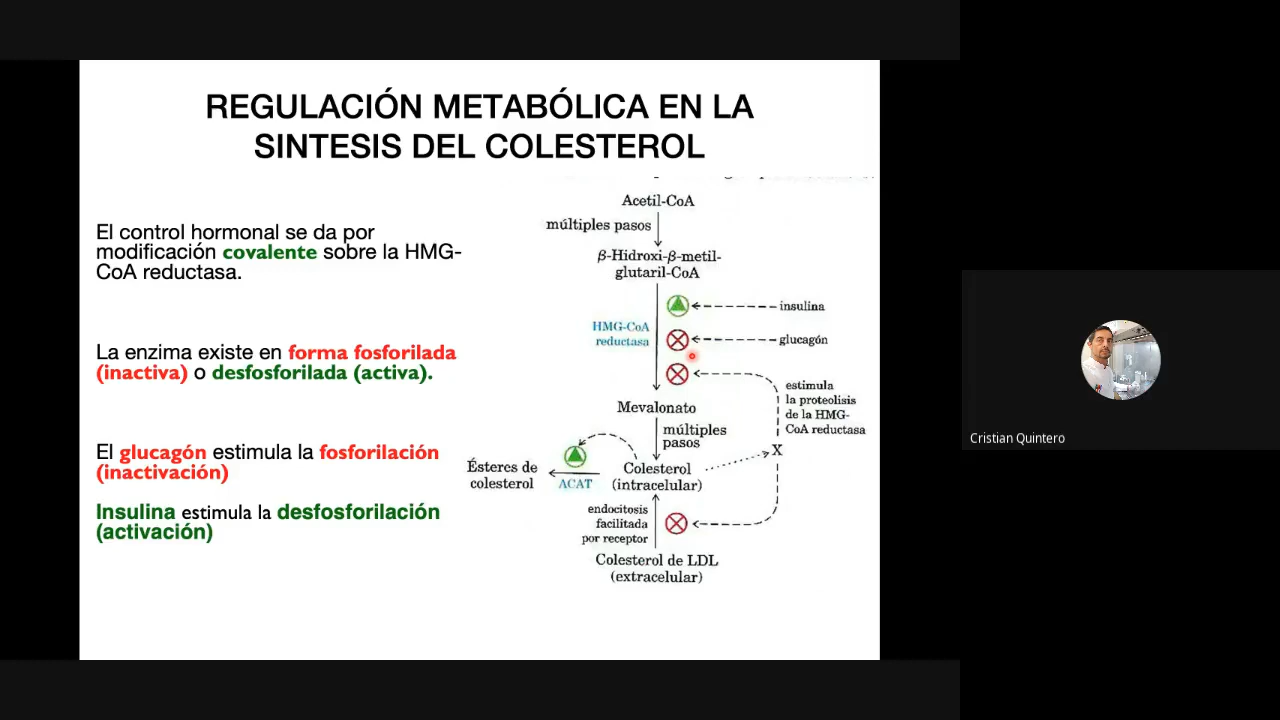 REGULACIÓN METABÓLICA EN LA
SINTESIS DEL COLESTEROL
El control hormonal se da por
modificación covalente sobre la HMG-
CoA reductasa.
La enzima existe en forma fosforilada
(inactiva) o desfosforilada (activa).
El glucagón estimula la fosforilación
(inactivación)
Insulina estimula la desfosforilación
(activación)
Acetil-CoA
múltiples pasos
β-Hidroxi-β-metil-
glutaril-CoA
insulina
HMG-CoA
reductasa
glucagón
estimula
la proteolisis
de la HMG-
CoA reductasa
Mevalonato
múltiples
pasos
X
Ésteres de
colesterol
ACAT
Colesterol
(intracelular)
endocitosis
facilitada
por receptor
Colesterol de LDL
(extracelular)
Cristian Quintero